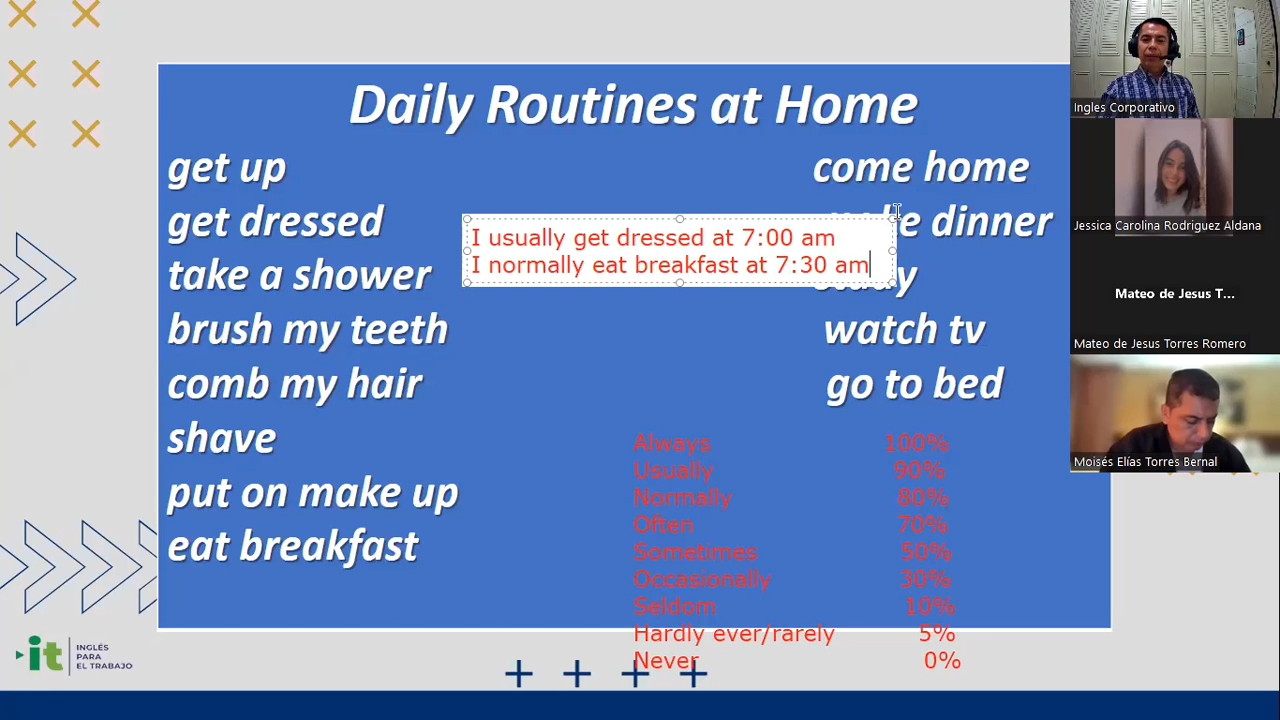 Daily Routines at Home
get up
get dressed
take a shower
brush my teeth
comb my hair
shave
put on make up
eat breakfast
I usually get dressed at 7:00 am
I normally eat breakfast at 7:30 am
come home
dinner
watch tv
go to bed
Always 100%
Usually 90%
Normally 80%
Often 70%
Sometimes 50%
Occasionally 30%
Seldom 10%
Hardly ever/rarely 5%
Never 0%
it
INGLÉS
PARA
EL TRABAJO
Ingles Corporativo
Jessica Carolina Rodriguez Aldana
Mateo de Jesus T...
Mateo de Jesus Torres Romero
Moisés Elías Torres Bernal